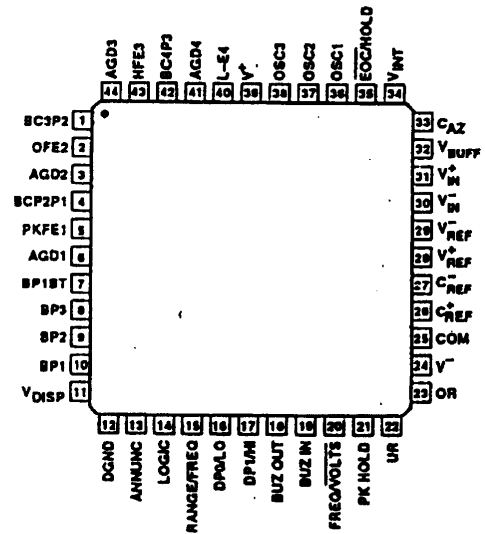 AGD3
HFE3
BC4P3
AGD4
L–E4
V+
OSC3
OSC2
OSC1
EOC/HOLD
VINT
44 43 42 41 40 39 38 37 36 35 34
BC3P2 1
OFE2 2
AGD2 3
BCP2P1 4
PKFE1 5
AGD1 6
BP1BT 7
BP3 8
BP2 9
BP1 10
VDISP 11
33 CAZ
32 VBUFF
31 V+IN
30 V–IN
29 V–REF
28 V+REF
27 C–REF
26 C+REF
25 COM
24 V–
23 OR
12 13 14 15 16 17 18 19 20 21 22
DGND
ANNUNC
LOGIC
RANGE/FREQ
DP0/LO
DP1/HI
BUZ OUT
BUZ IN
FREQ/VOLTS
PK HOLD
UR